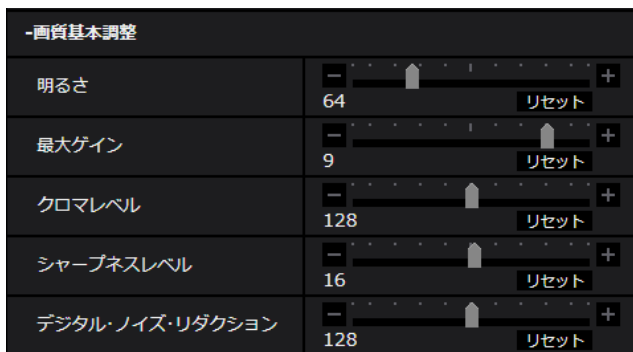 -画質基本調整
明るさ
64 リセット
最大ゲイン
9 リセット
クロマレベル
128 リセット
シャープネスレベル
16 リセット
デジタル・ノイズ・リダクション
128 リセット